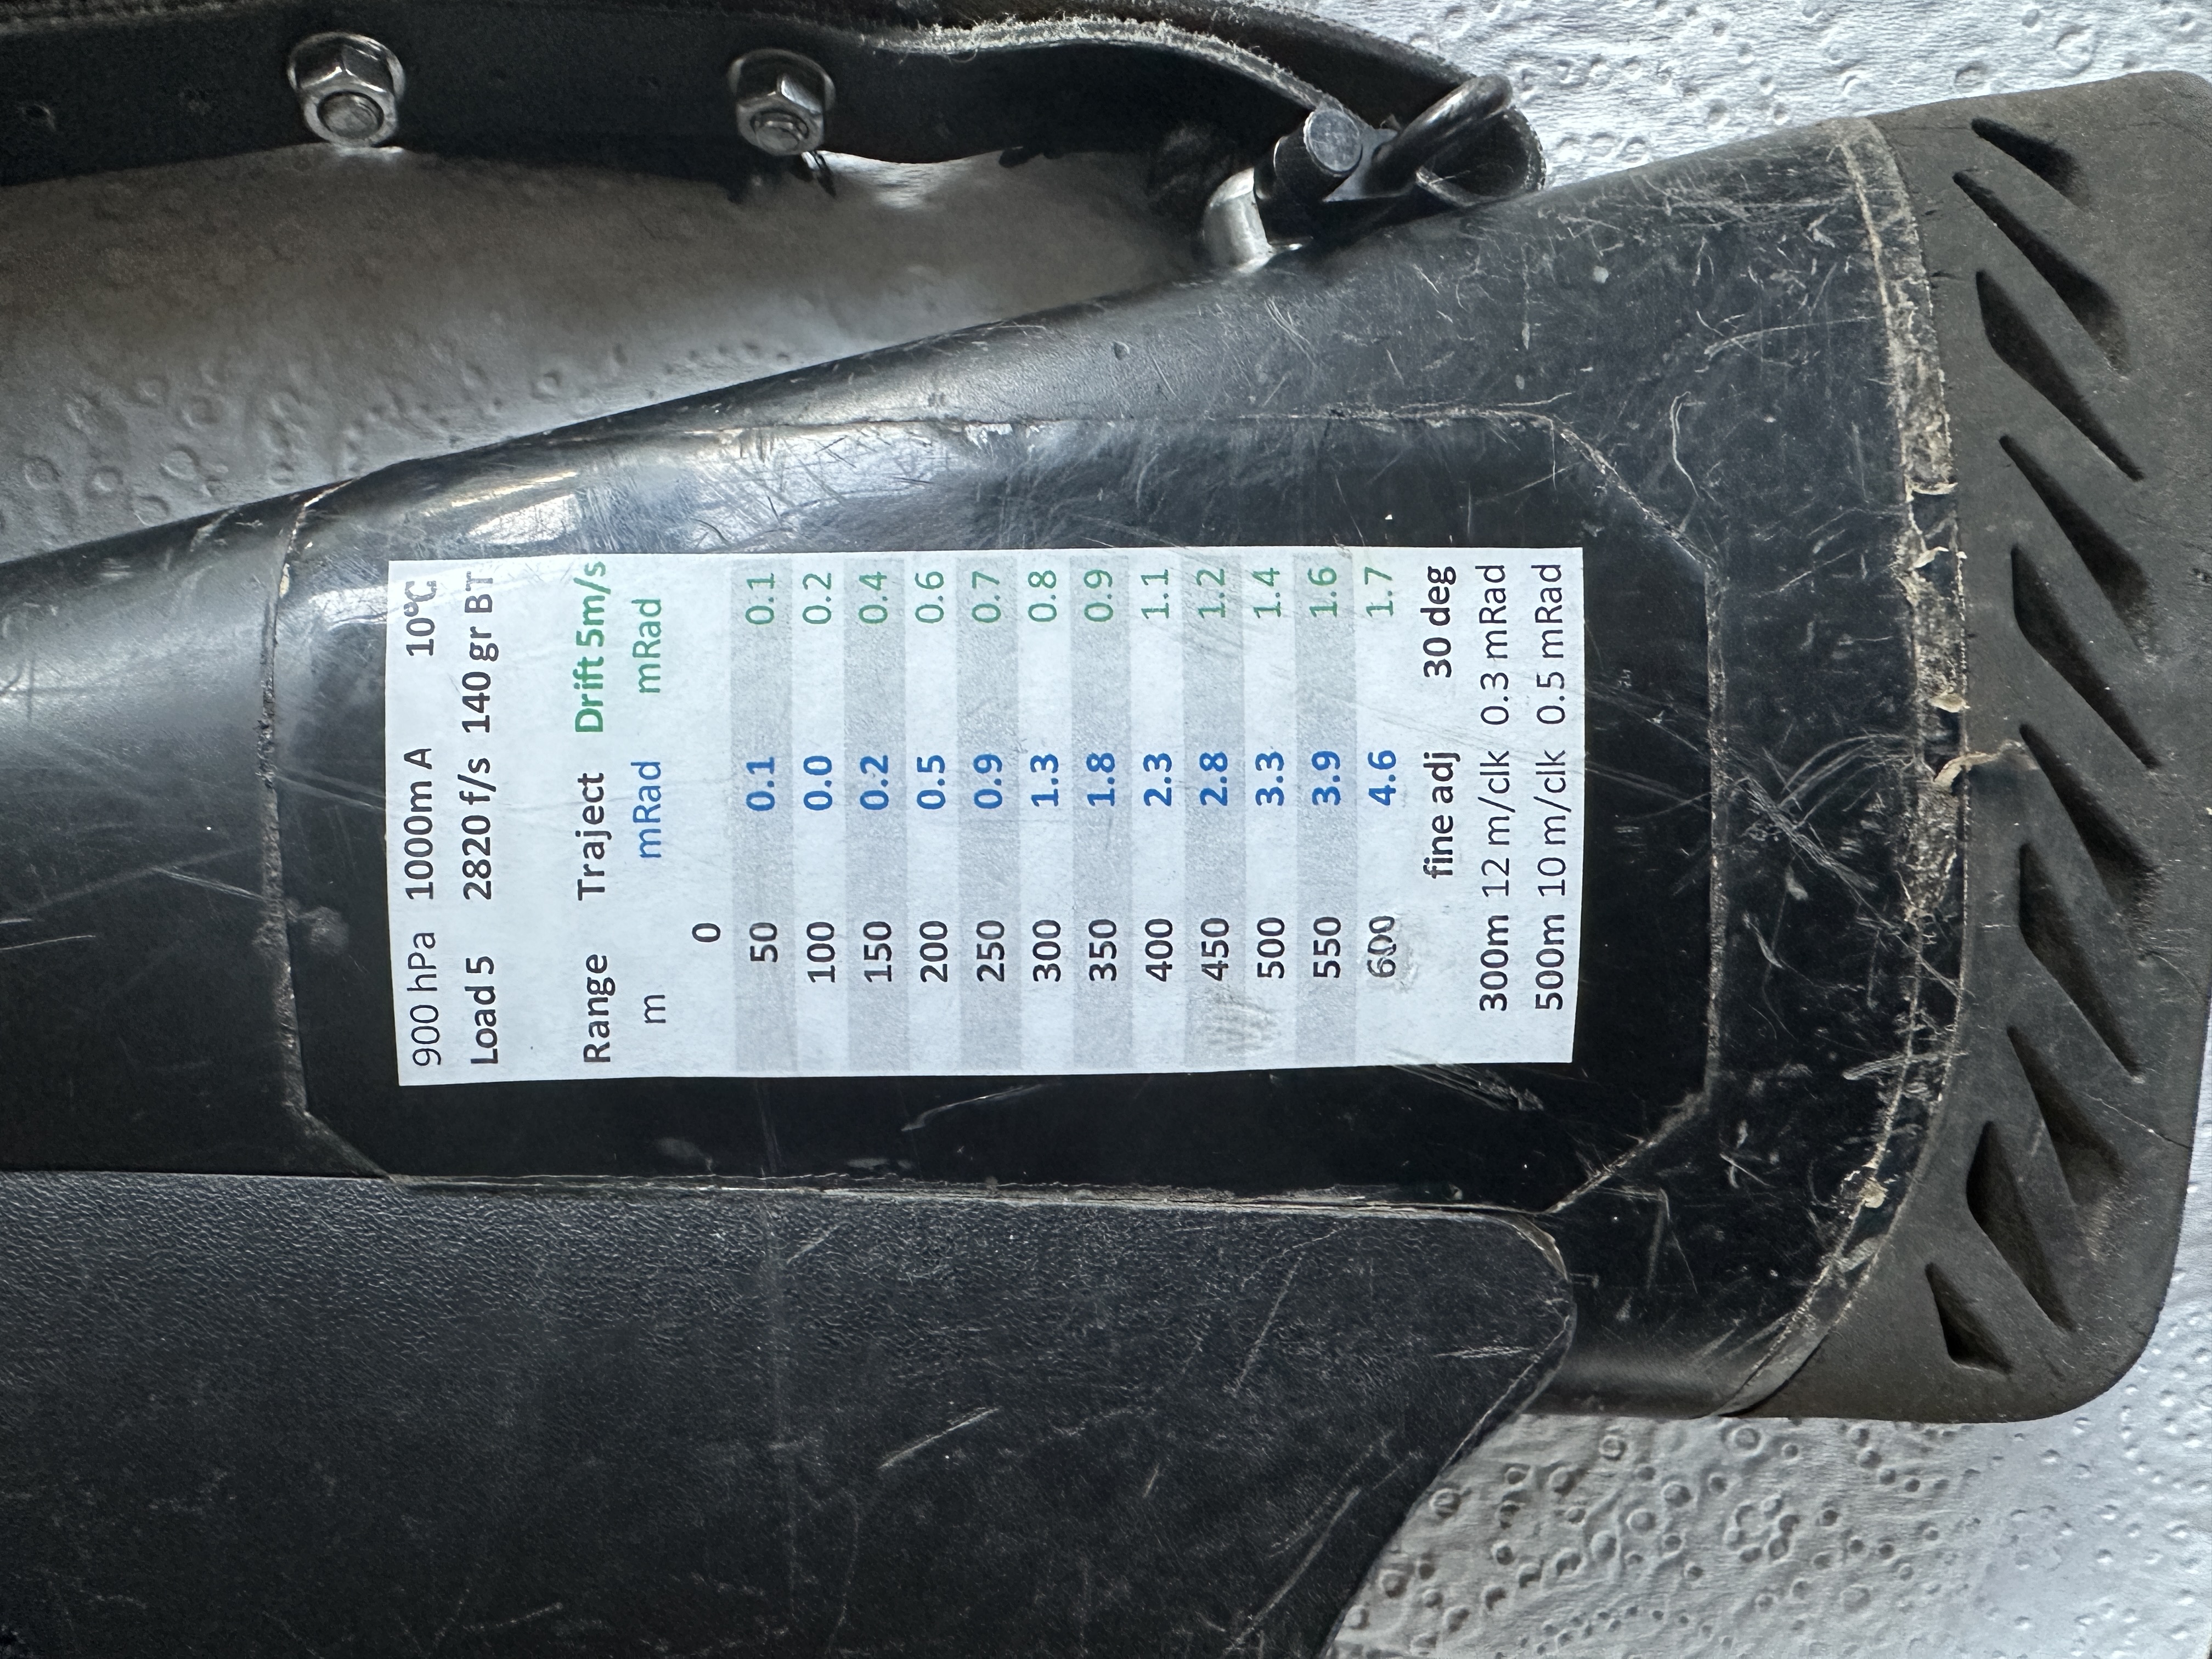 900 hPa 1000m A 10°C
Load 5 2820 f/s 140 gr BT
Range Traject Drift 5m/s
m mRad mRad
0
50 0.1 0.1
100 0.0 0.2
150 0.2 0.4
200 0.5 0.6
250 0.9 0.7
300 1.3 0.8
350 1.8 0.9
400 2.3 1.1
450 2.8 1.2
500 3.3 1.4
550 3.9 1.6
600 4.6 1.7
fine adj 30 deg
300m 12 m/clk 0.3 mRad
500m 10 m/clk 0.5 mRad